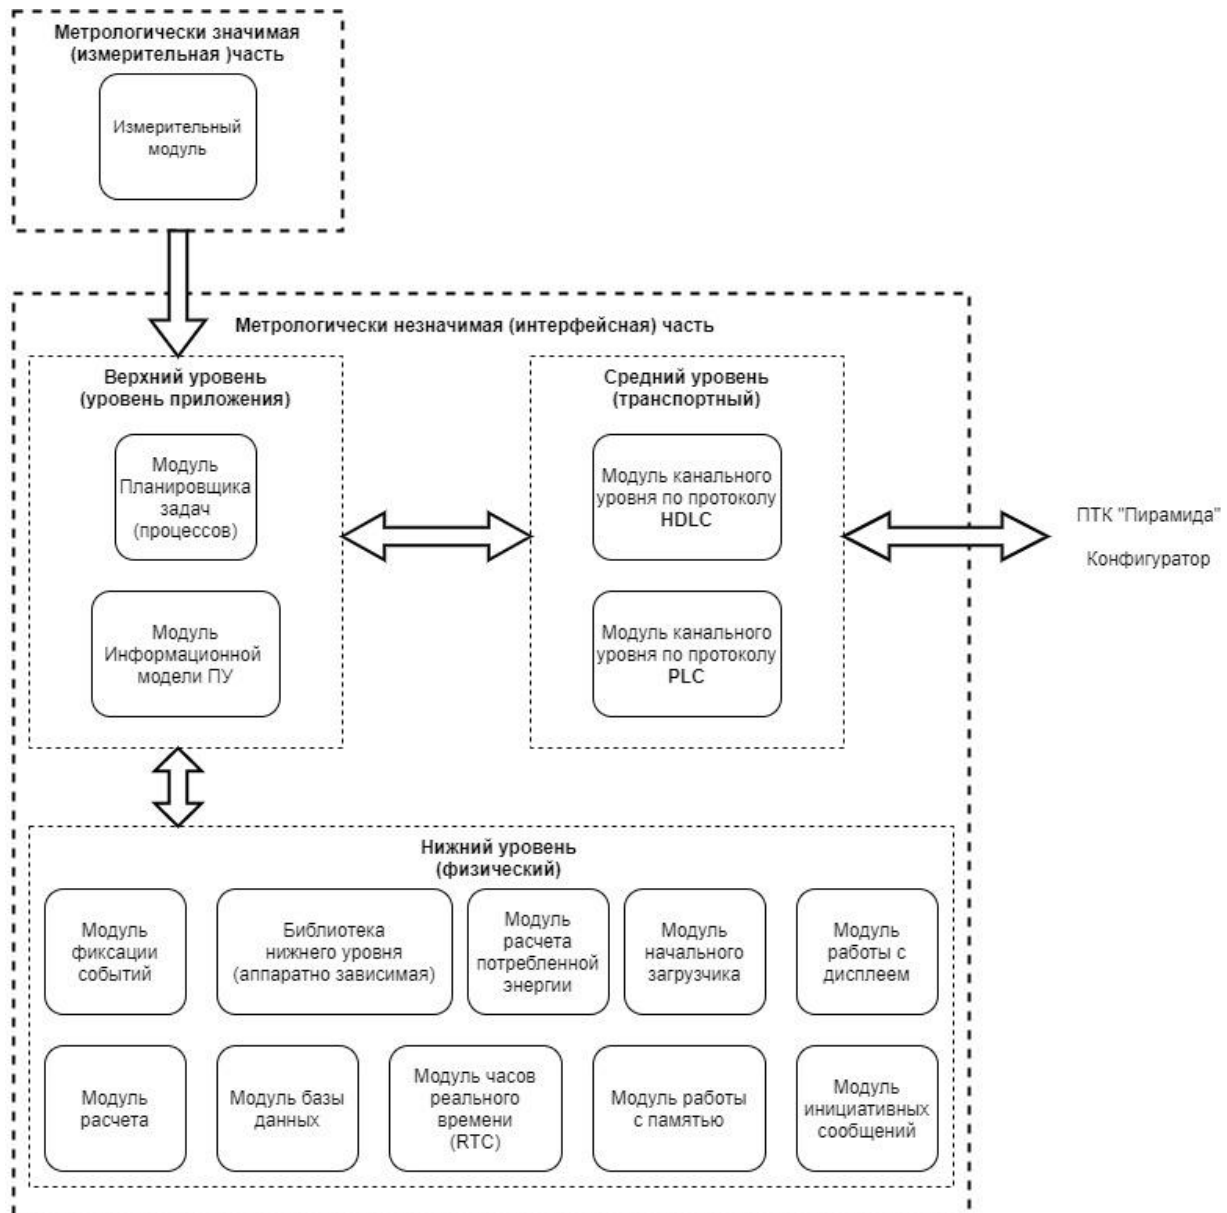 Метрологически значимая
(измерительная )часть
Измерительный
модуль
Метрологически незначимая (интерфейсная) часть
Верхний уровень
(уровень приложения)
Модуль
Планировщика
задач
(процессов)
Модуль
Информационной
модели ПУ
Средний уровень
(транспортный)
Модуль канального
уровня по протоколу
HDLC
Модуль канального
уровня по протоколу
PLC
ПТК "Пирамида"
Конфигуратор
Нижний уровень
(физический)
Модуль
фиксации
событий
Библиотека
нижнего уровня
(аппаратно зависимая)
Модуль
расчета
потребленной
энергии
Модуль
начального
загрузчика
Модуль
работы с
дисплеем
Модуль
расчета
Модуль базы
данных
Модуль часов
реального
времени
(RTC)
Модуль работы
с памятью
Модуль
инициативных
сообщений